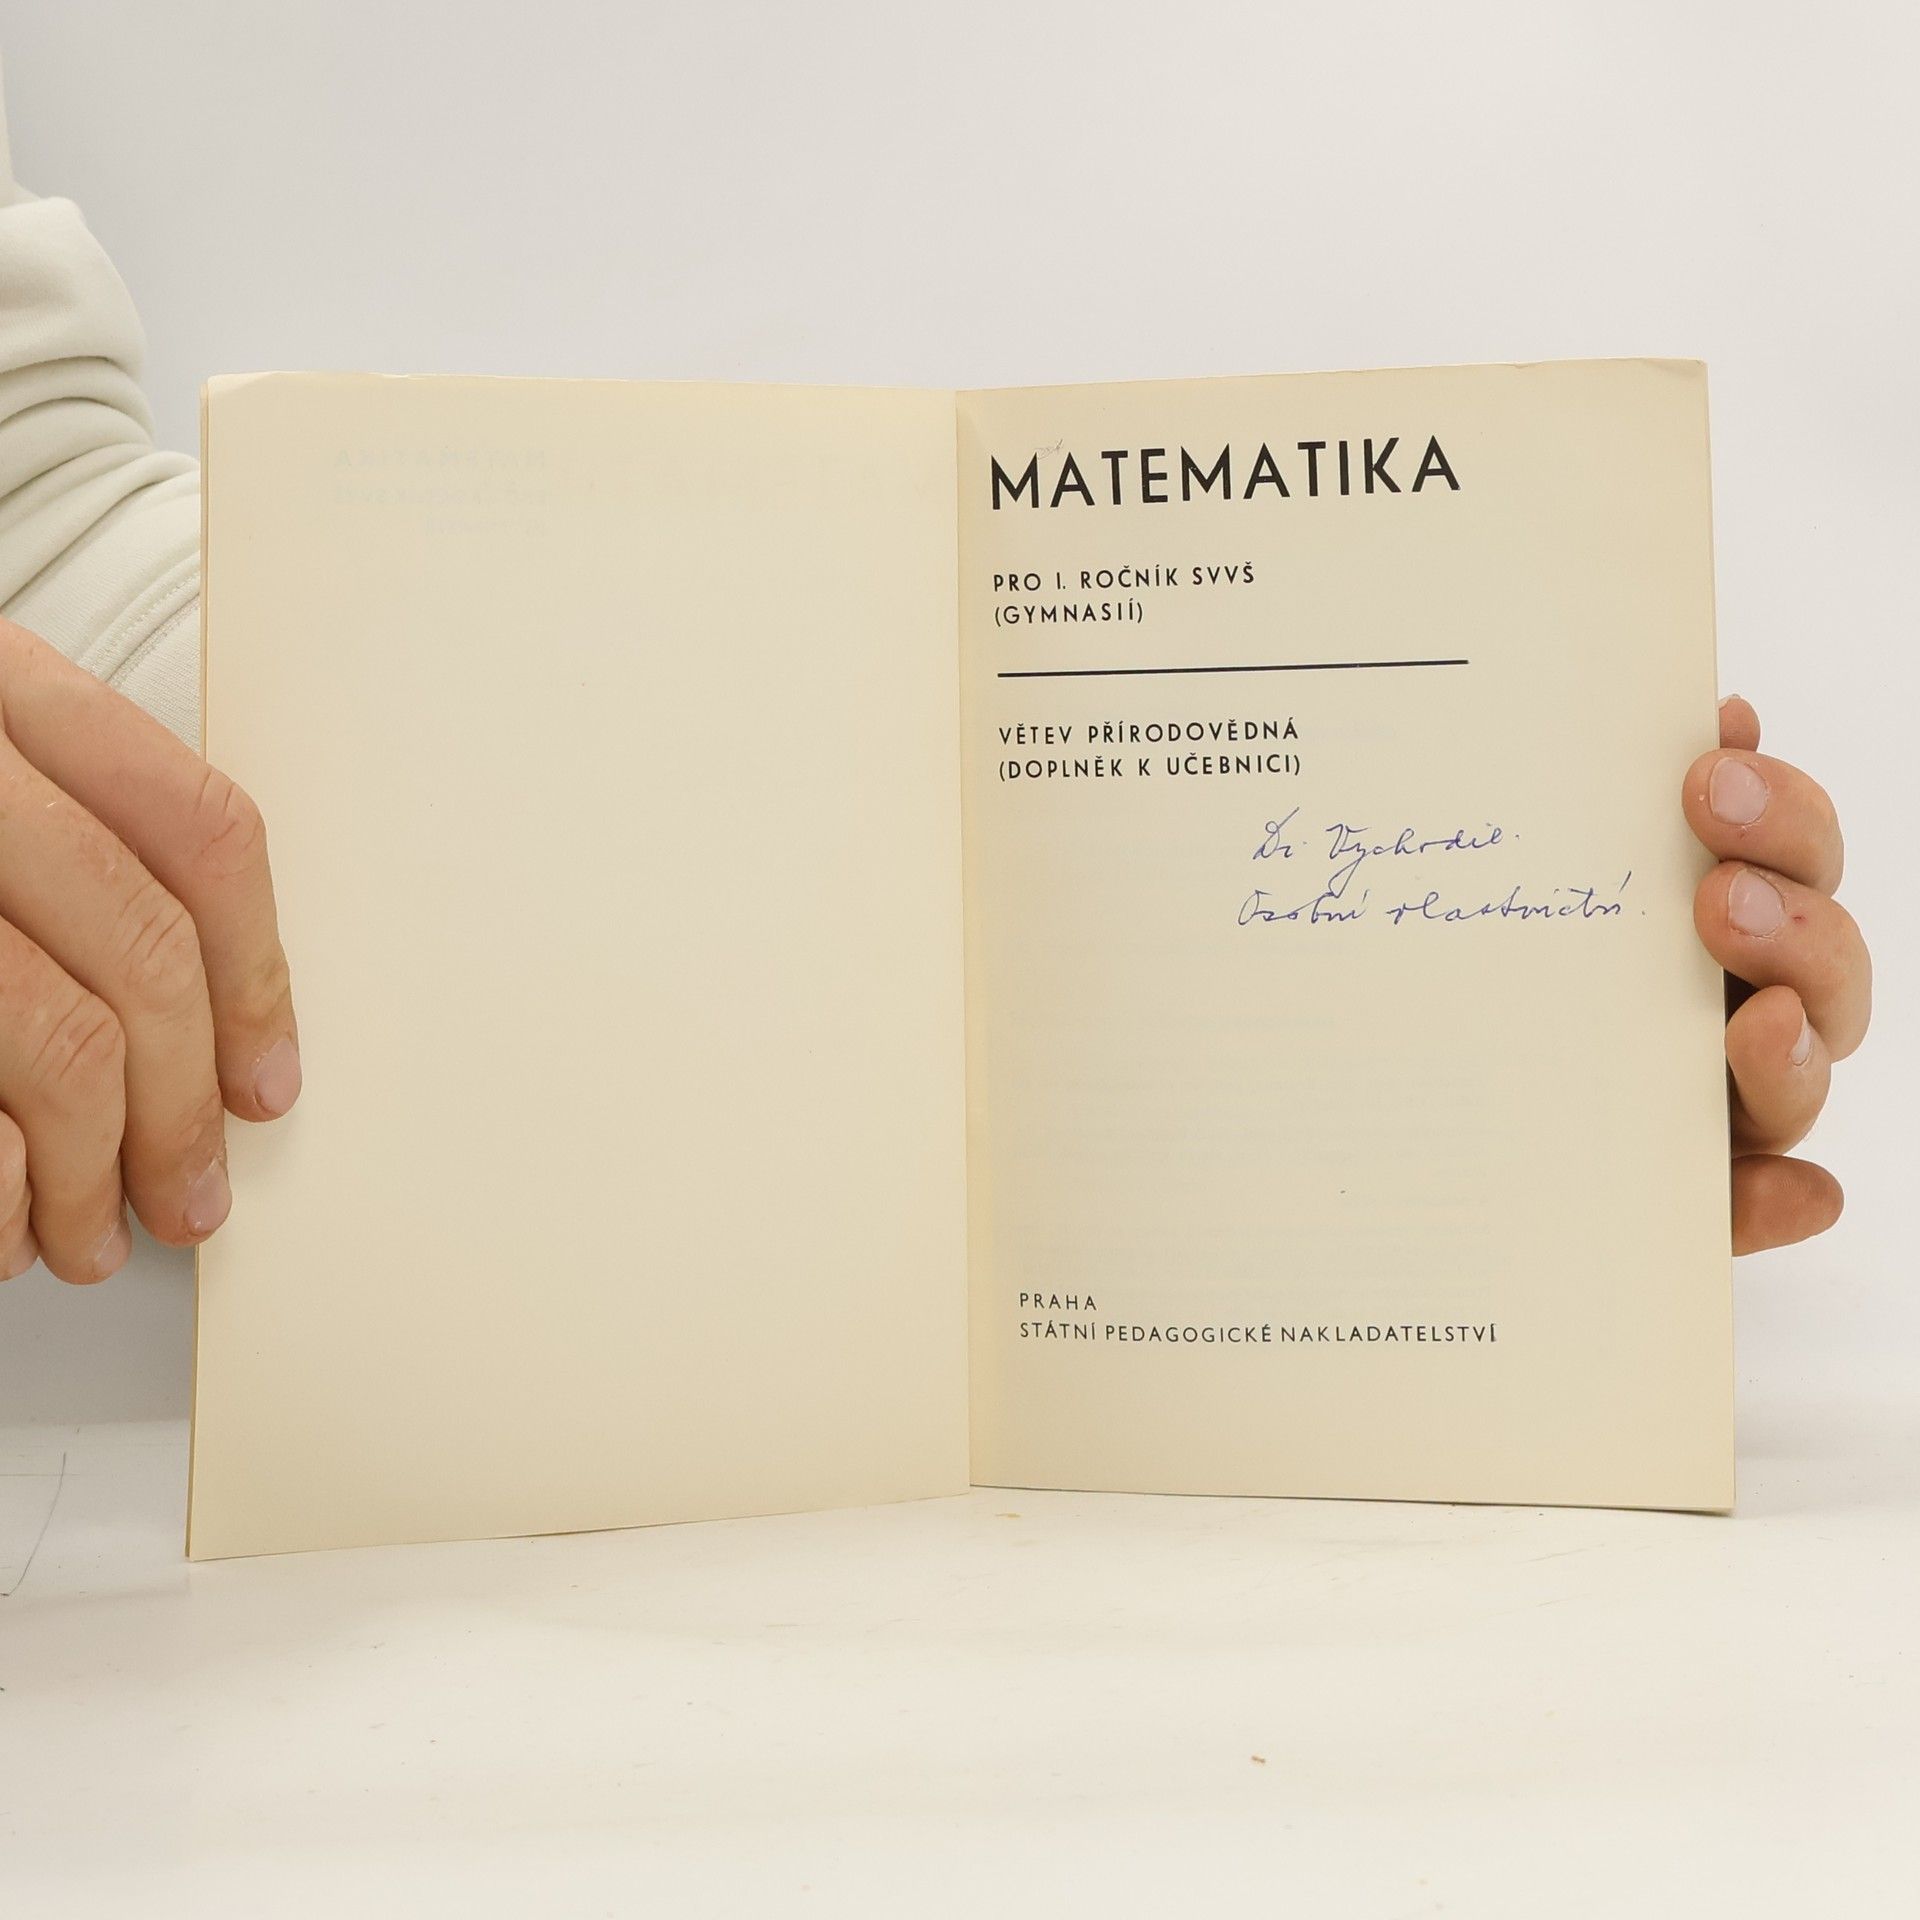 MATEMATIKA
PRO I. ROČNÍK SVVŠ
(GYMNASIÍ)
VĚTEV PŘÍRODOVĚDNÁ
(DOPLNĚK K UČEBNICI)
Dr. Vychodil.
Osobní vlastnictví.
PRAHA
STÁTNÍ PEDAGOGICKÉ NAKLADATELSTVÍ